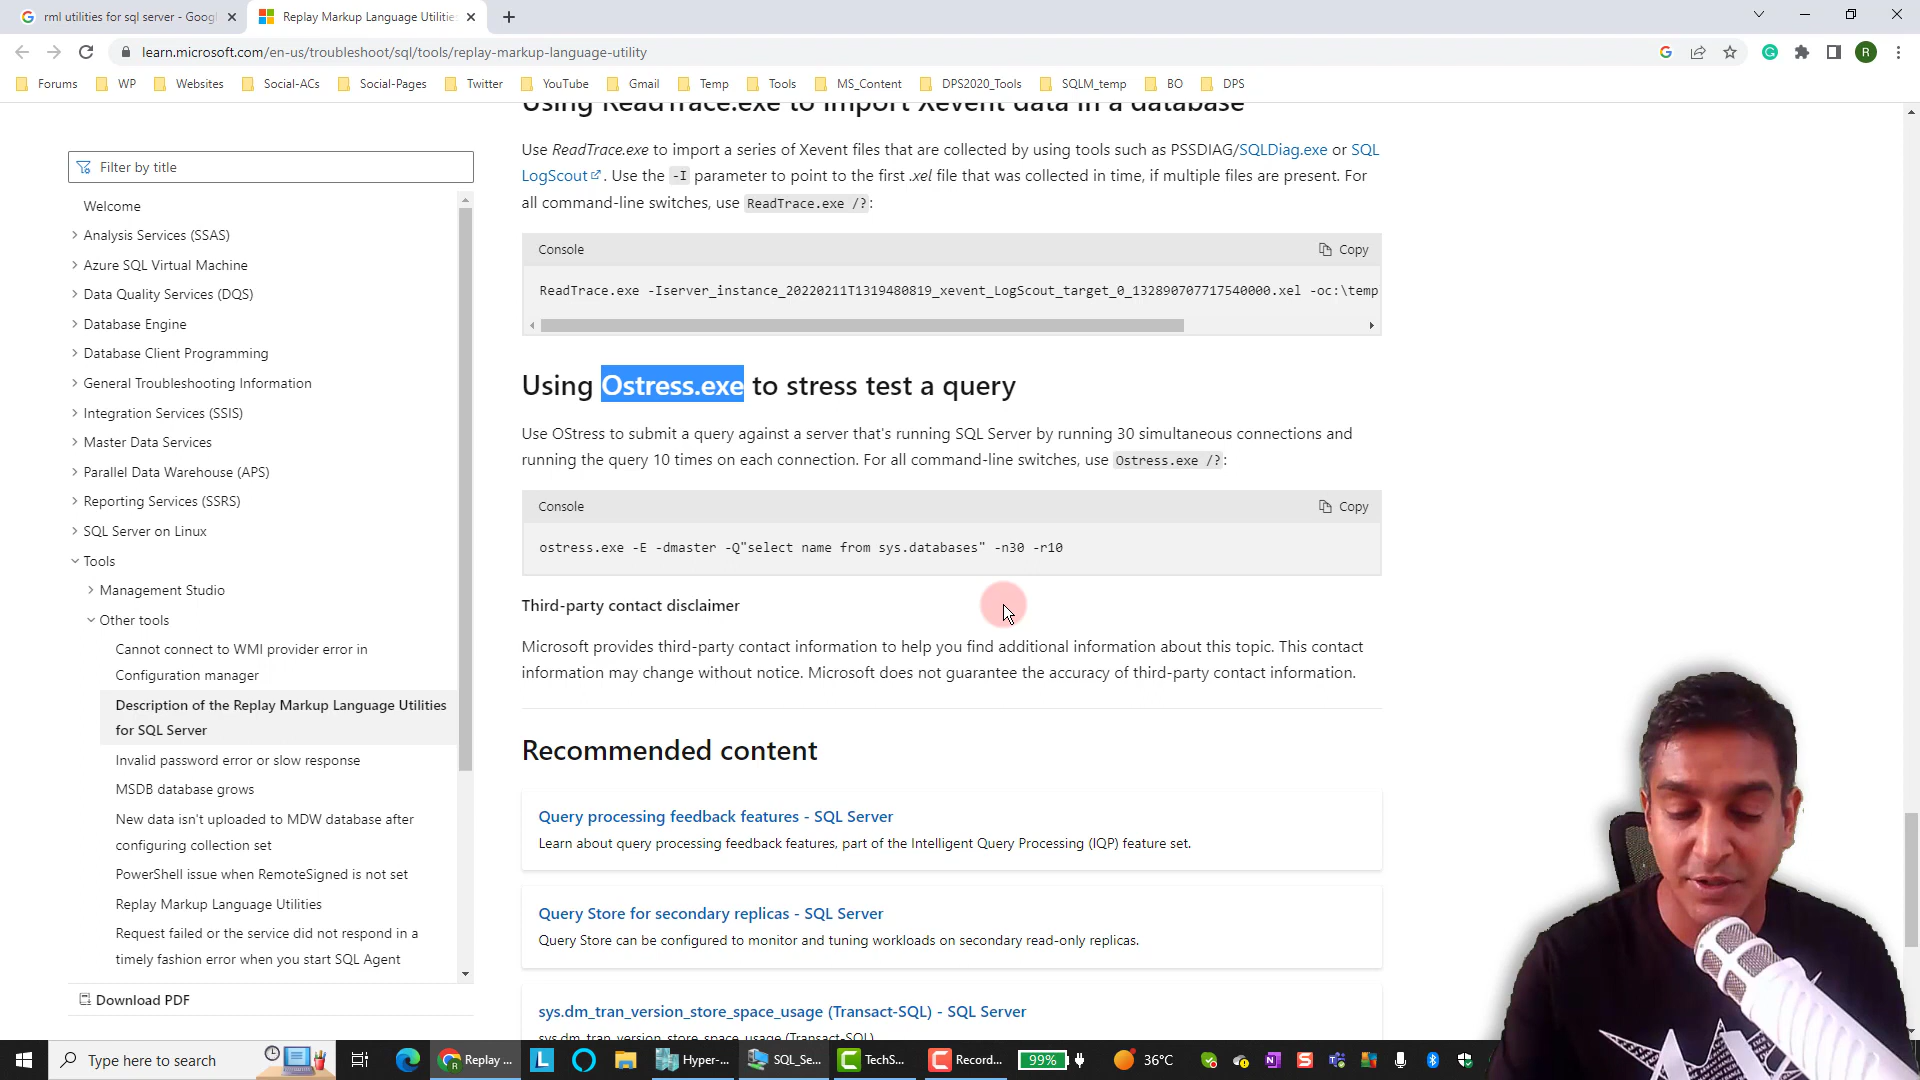 rml utilities for sql server - Goog
Replay Markup Language Utilities
learn.microsoft.com/en-us/troubleshoot/sql/tools/replay-markup-language-utility
R
Forums
WP
Websites
Social-ACs
Social-Pages
Twitter
YouTube
Gmail
Temp
Tools
MS_Content
DPS2020_Tools
SQLM_temp
BO
DPS
Using ReadTrace.exe to import Xevent data in a database
Filter by title
Welcome
Analysis Services (SSAS)
Azure SQL Virtual Machine
Data Quality Services (DQS)
Database Engine
Database Client Programming
General Troubleshooting Information
Integration Services (SSIS)
Master Data Services
Parallel Data Warehouse (APS)
Reporting Services (SSRS)
SQL Server on Linux
Tools
Management Studio
Other tools
Cannot connect to WMI provider error in
Configuration manager
Description of the Replay Markup Language Utilities
for SQL Server
Invalid password error or slow response
MSDB database grows
New data isn't uploaded to MDW database after
configuring collection set
PowerShell issue when RemoteSigned is not set
Replay Markup Language Utilities
Request failed or the service did not respond in a
timely fashion error when you start SQL Agent
Download PDF
Use ReadTrace.exe to import a series of Xevent files that are collected by using tools such as PSSDIAG/SQLDiag.exe or SQL
LogScout. Use the -I parameter to point to the first .xel file that was collected in time, if multiple files are present. For
all command-line switches, use ReadTrace.exe /?:
Console
Copy
ReadTrace.exe -Iserver_instance_20220211T1319480819_xevent_LogScout_target_0_132890707717540000.xel -oc:\temp
Using Ostress.exe to stress test a query
Use OStress to submit a query against a server that's running SQL Server by running 30 simultaneous connections and
running the query 10 times on each connection. For all command-line switches, use Ostress.exe /?:
Console
Copy
ostress.exe -E -dmaster -Q"select name from sys.databases" -n30 -r10
Third-party contact disclaimer
Microsoft provides third-party contact information to help you find additional information about this topic. This contact
information may change without notice. Microsoft does not guarantee the accuracy of third-party contact information.
Recommended content
Query processing feedback features - SQL Server
Learn about query processing feedback features, part of the Intelligent Query Processing (IQP) feature set.
Query Store for secondary replicas - SQL Server
Query Store can be configured to monitor and tuning workloads on secondary read-only replicas.
sys.dm_tran_version_store_space_usage (Transact-SQL) - SQL Server
sys.dm_tran_version_store_space_usage (Transact-SQL)
Type here to search
Replay ...
L
Hyper-...
SQL_Se...
TechS...
Record...
99%
36°C